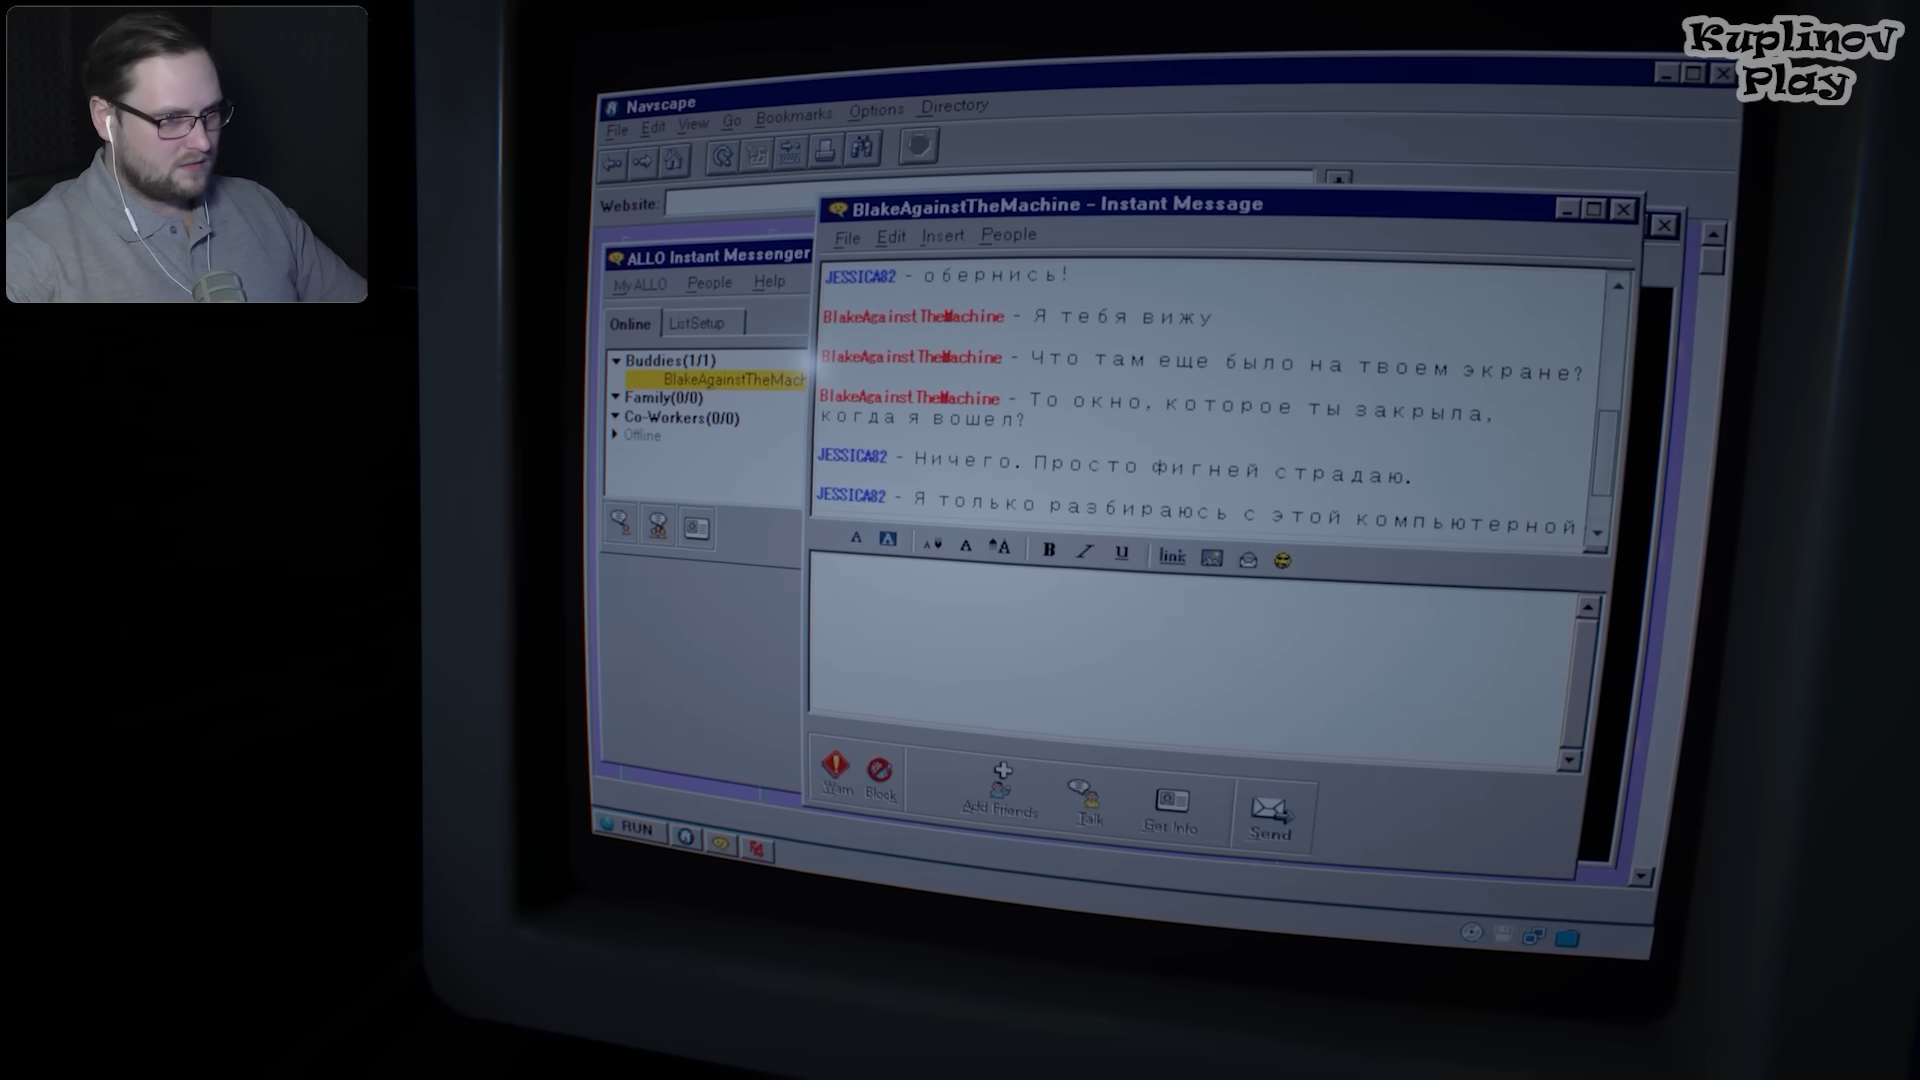 Kuplinov
Play
Navscape
File Edit View Go Bookmarks Options Directory
Website:
BlakeAgainstTheMachine - Instant Message
File Edit Insert People
ALLO Instant Messenger
My ALLO People Help
Online ListSetup
Buddies(1/1)
BlakeAgainstTheMach
Family(0/0)
Co-Workers(0/0)
Offline
JESSICA82 - обернись!
BlakeAgainstTheMachine - Я тебя вижу
BlakeAgainstTheMachine - Что там еще было на твоем экране?
BlakeAgainstTheMachine - То окно, которое ты закрыла,
когда я вошел?
JESSICA82 - Ничего. Просто фигней страдаю.
JESSICA82 - Я только разбираюсь с этой компьютерной
A A A A A B I U link
Warn Block Add Friends Talk Get Info Send
RUN